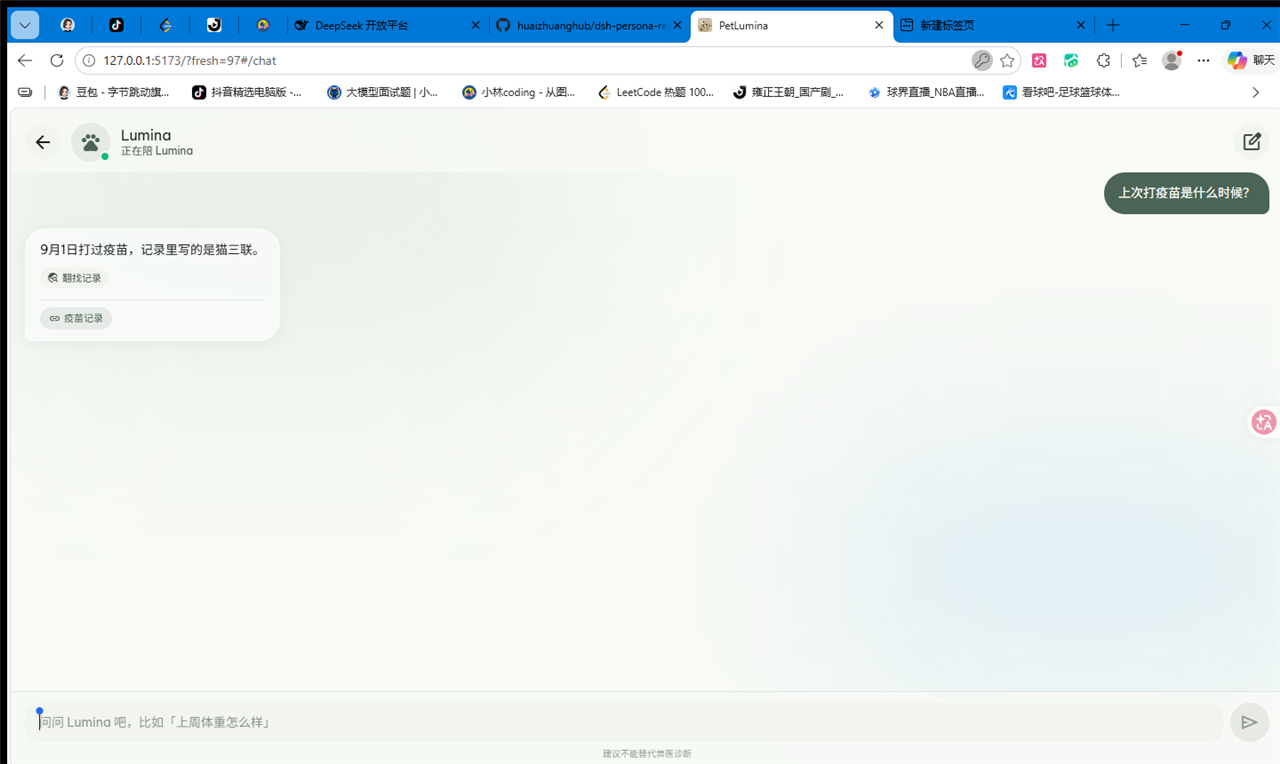 DeepSeek 开放平台
huaizhuanghub/dsh-persona-re
PetLumina
新建标签页
127.0.0.1:5173/?fresh=97#/chat
聊天
豆包 - 字节跳动旗...
抖音精选电脑版 -...
大模型面试题 | 小...
小林coding - 从图...
LeetCode 热题 100...
雍正王朝_国产剧_...
球界直播_NBA直播...
看球吧-足球篮球体...
Lumina
正在陪 Lumina
上次打疫苗是什么时候？
9月1日打过疫苗，记录里写的是猫三联。
翻找记录
疫苗记录
问问 Lumina 吧，比如「上周体重怎么样」
建议不能替代兽医诊断